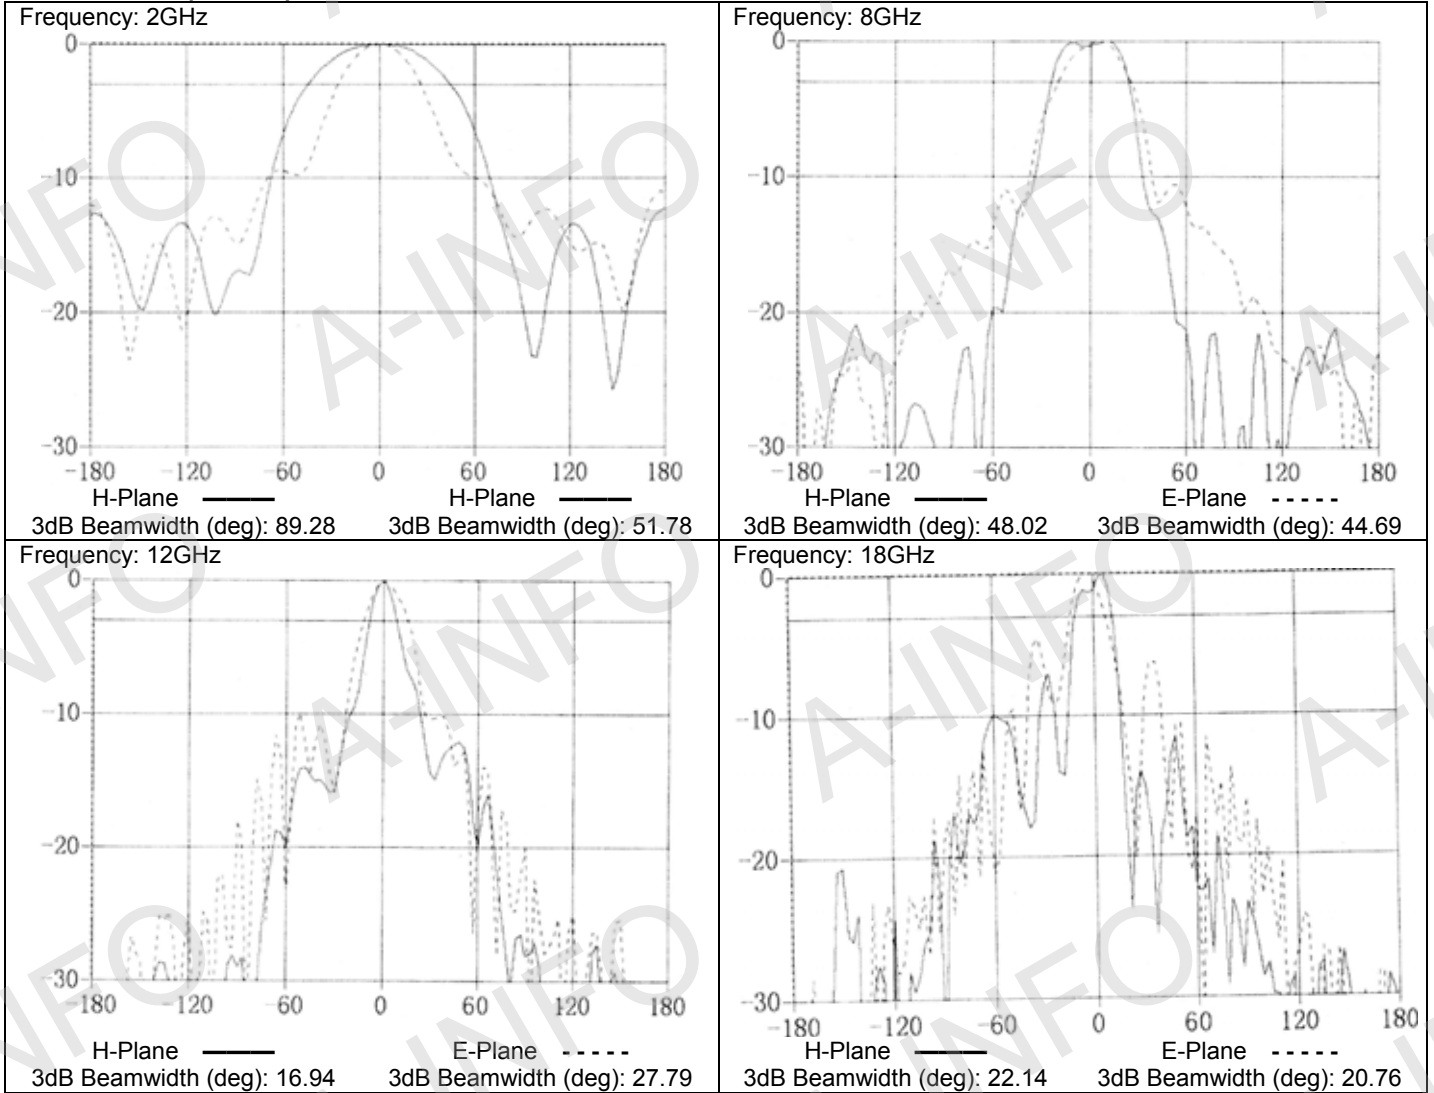 Frequency: 2GHz
0
-10
-20
-30
-180 -120 -60 0 60 120 180
H-Plane H-Plane
3dB Beamwidth (deg): 89.28 3dB Beamwidth (deg): 51.78
Frequency: 8GHz
0
-10
-20
-30
-180 -120 -60 0 60 120 180
H-Plane E-Plane
3dB Beamwidth (deg): 48.02 3dB Beamwidth (deg): 44.69
Frequency: 12GHz
0
-10
-20
-30
-180 -120 -60 0 60 120 180
H-Plane E-Plane
3dB Beamwidth (deg): 16.94 3dB Beamwidth (deg): 27.79
Frequency: 18GHz
0
-10
-20
-30
-180 -120 -60 0 60 120 180
H-Plane E-Plane
3dB Beamwidth (deg): 22.14 3dB Beamwidth (deg): 20.76
A-INFO
A-INFO
A-INFO
A-INFO